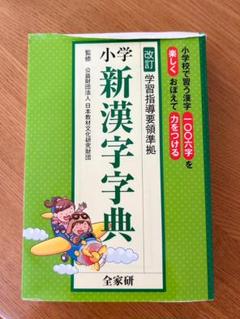 小学校で習う漢字一〇〇六字を
楽しくおぼえて力をつける
改訂 学習指導要領準拠
小学
新漢字字典
監修 公益財団法人 日本教材文化研究財団
全家研